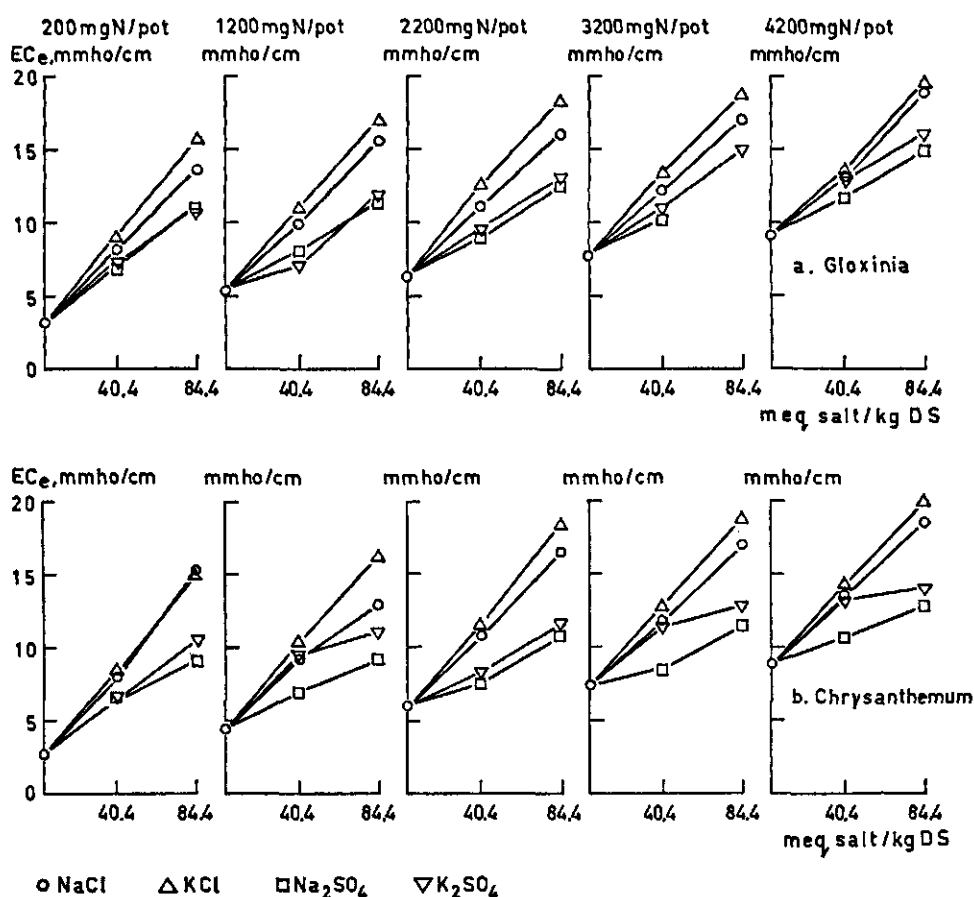 200mgN/pot 1200mgN/pot 2200mgN/pot 3200mgN/pot 4200mgN/pot
ECe,mmho/cm mmho/cm mmho/cm mmho/cm mmho/cm
20
15
10
5
0
a. Gloxinia
40,4 84,4 40,4 84,4 40,4 84,4 40,4 84,4 40,4 84,4
meq salt/kg DS
ECe,mmho/cm mmho/cm mmho/cm mmho/cm mmho/cm
20
15
10
5
0
b. Chrysanthemum
40,4 84,4 40,4 84,4 40,4 84,4 40,4 84,4 40,4 84,4
meq salt/kg DS
NaCl KCl Na2SO4 K2SO4